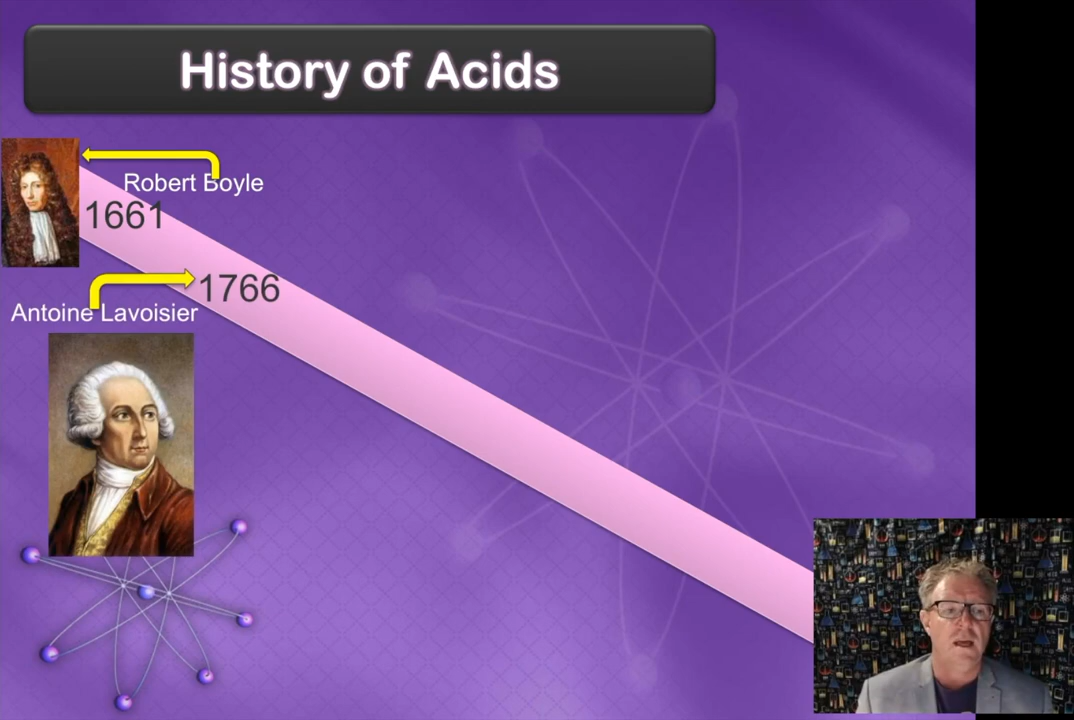 History of Acids
Robert Boyle
1661
1766
Antoine Lavoisier